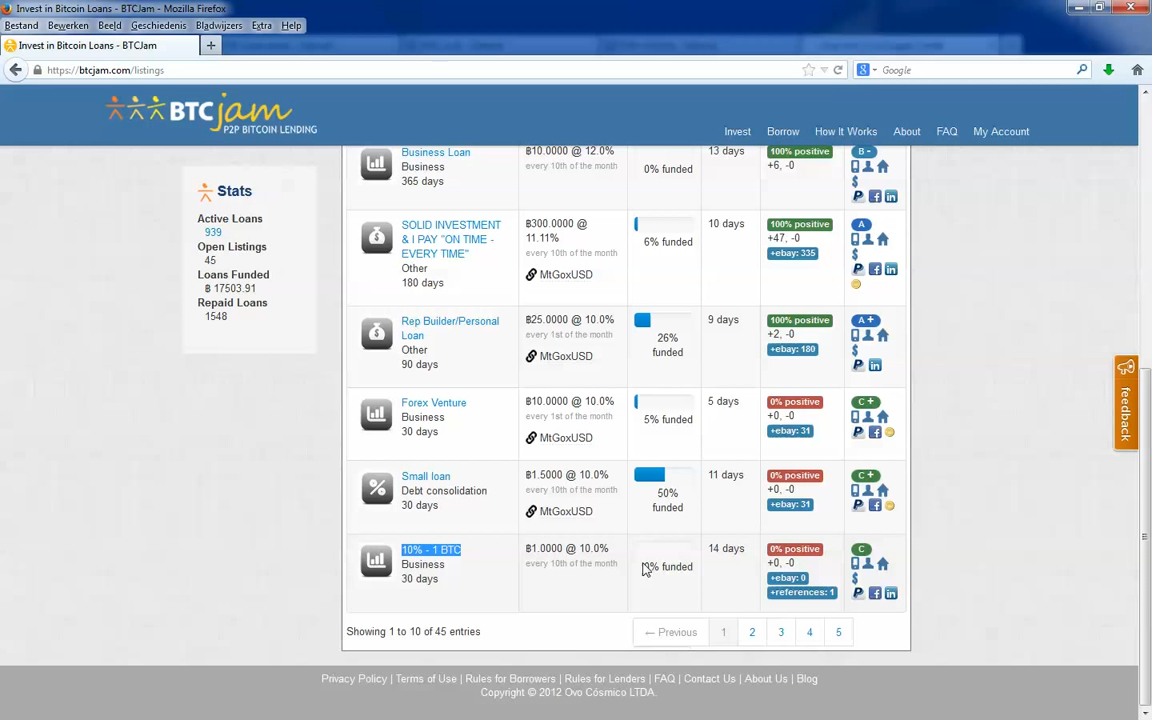 Invest in Bitcoin Loans - BTCJam - Mozilla Firefox
Bestand Bewerken Beeld Geschiedenis Bladwijzers Extra Help
Invest in Bitcoin Loans - BTCJam
https://btcjam.com/listings
Google
BTCjam
P2P BITCOIN LENDING
Invest Borrow How It Works About FAQ My Account
Stats
Active Loans
939
Open Listings
45
Loans Funded
฿ 17503.91
Repaid Loans
1548
Business Loan
Business
365 days
฿10.0000 @ 12.0%
every 10th of the month
0% funded
13 days
100% positive
+6, -0
B -
SOLID INVESTMENT
& I PAY "ON TIME -
EVERY TIME"
Other
180 days
฿300.0000 @
11.11%
every 10th of the month
MtGoxUSD
6% funded
10 days
100% positive
+47, -0
+ebay: 335
A
Rep Builder/Personal
Loan
Other
90 days
฿25.0000 @ 10.0%
every 1st of the month
MtGoxUSD
26%
funded
9 days
100% positive
+2, -0
+ebay: 180
A +
Forex Venture
Business
30 days
฿10.0000 @ 10.0%
every 1st of the month
MtGoxUSD
5% funded
5 days
0% positive
+0, -0
+ebay: 31
C +
Small loan
Debt consolidation
30 days
฿1.5000 @ 10.0%
every 10th of the month
MtGoxUSD
50%
funded
11 days
0% positive
+0, -0
+ebay: 31
C +
10% - 1 BTC
Business
30 days
฿1.0000 @ 10.0%
every 10th of the month
0% funded
14 days
0% positive
+0, -0
+ebay: 0
+references: 1
C
feedback
Showing 1 to 10 of 45 entries
← Previous 1 2 3 4 5
Privacy Policy | Terms of Use | Rules for Borrowers | Rules for Lenders | FAQ | Contact Us | About Us | Blog
Copyright © 2012 Ovo Cósmico LTDA.